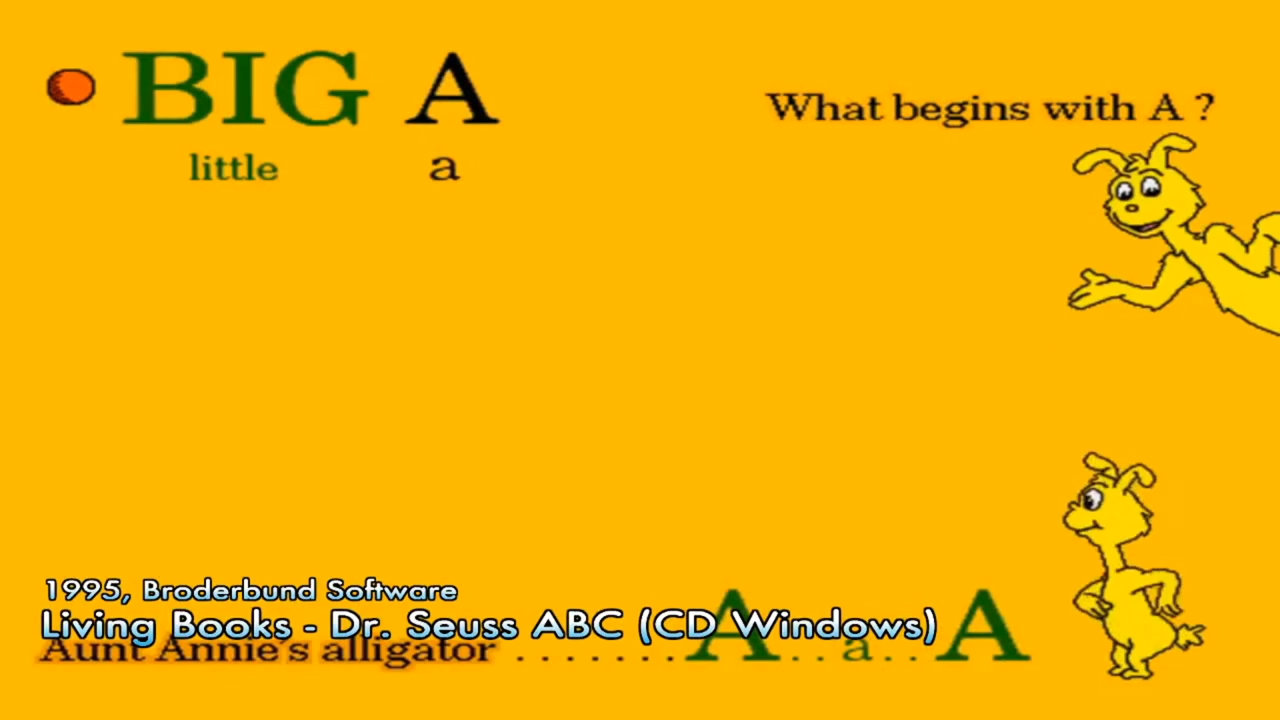 BIG A
little a
What begins with A ?
1995, Broderbund Software
Living Books - Dr. Seuss ABC (CD Windows)
Aunt Annie's alligator . . . . . . . A . . a . . A